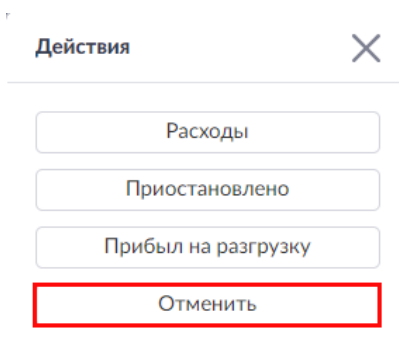 Действия
Расходы
Приостановлено
Прибыл на разгрузку
Отменить